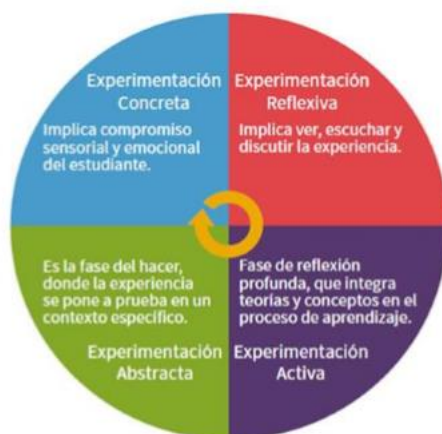 Experimentación
Concreta
Implica compromiso
sensorial y emocional
del estudiante.
Experimentación
Reflexiva
Implica ver, escuchar y
discutir la experiencia.
Es la fase del hacer,
donde la experiencia
se pone a prueba en un
contexto específico.
Experimentación
Abstracta
Fase de reflexión
profunda, que integra
teorías y conceptos en el
proceso de aprendizaje.
Experimentación
Activa